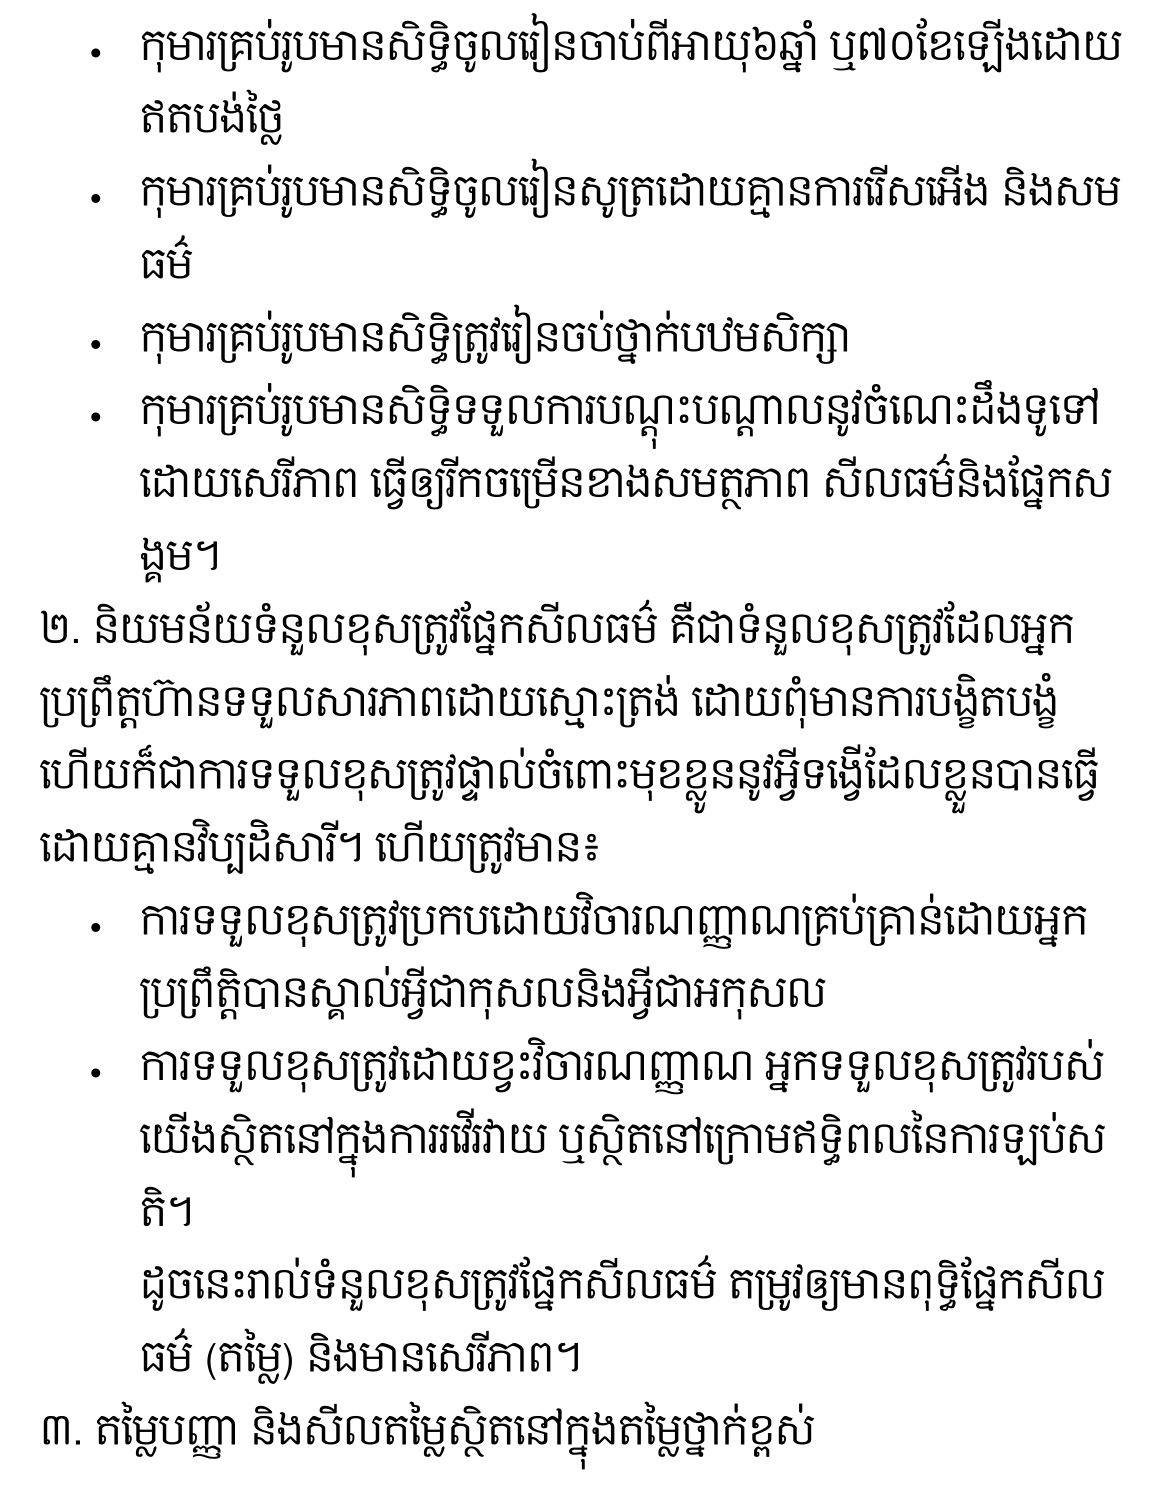 • កុមារគ្រប់រូបមានសិទ្ធិចូលរៀនចាប់ពីអាយុ៦ឆ្នាំ ឬ៧០ខែឡើងដោយ
ឥតបង់ថ្លៃ
• កុមារគ្រប់រូបមានសិទ្ធិចូលរៀនសូត្រដោយគ្មានការរើសអើង និងសម
ធម៌
• កុមារគ្រប់រូបមានសិទ្ធិត្រូវរៀនចប់ថ្នាក់បឋមសិក្សា
• កុមារគ្រប់រូបមានសិទ្ធិទទួលការបណ្តុះបណ្តាលនូវចំណេះដឹងទូទៅ
ដោយសេរីភាព ធ្វើឲ្យរីកចម្រើនខាងសមត្ថភាព សីលធម៌និងផ្នែកស
ង្គម។
២. និយមន័យទំនួលខុសត្រូវផ្នែកសីលធម៌ គឺជាទំនួលខុសត្រូវដែលអ្នក
ប្រព្រឹត្តហ៊ានទទួលសារភាពដោយស្មោះត្រង់ ដោយពុំមានការបង្ខិតបង្ខំ
ហើយក៏ជាការទទួលខុសត្រូវផ្ទាល់ចំពោះមុខខ្លូននូវអ្វីទង្វើដែលខ្លួនបានធ្វើ
ដោយគ្មានវិប្បដិសារី។ ហើយត្រូវមាន៖
• ការទទួលខុសត្រូវប្រកបដោយវិចារណញ្ញាណគ្រប់គ្រាន់ដោយអ្នក
ប្រព្រឹត្តិបានស្គាល់អ្វីជាកុសលនិងអ្វីជាអកុសល
• ការទទួលខុសត្រូវដោយខ្វះវិចារណញ្ញាណ អ្នកទទួលខុសត្រូវរបស់
យើងស្ថិតនៅក្នុងការរវើរវាយ ឬស្ថិតនៅក្រោមឥទ្ធិពលនៃការឡប់ស
តិ។
ដូចនេះរាល់ទំនួលខុសត្រូវផ្នែកសីលធម៌ តម្រូវឲ្យមានពុទ្ធិផ្នែកសីល
ធម៌ (តម្លៃ) និងមានសេរីភាព។
៣. តម្លៃបញ្ញា និងសីលតម្លៃស្ថិតនៅក្នុងតម្លៃថ្នាក់ខ្ពស់